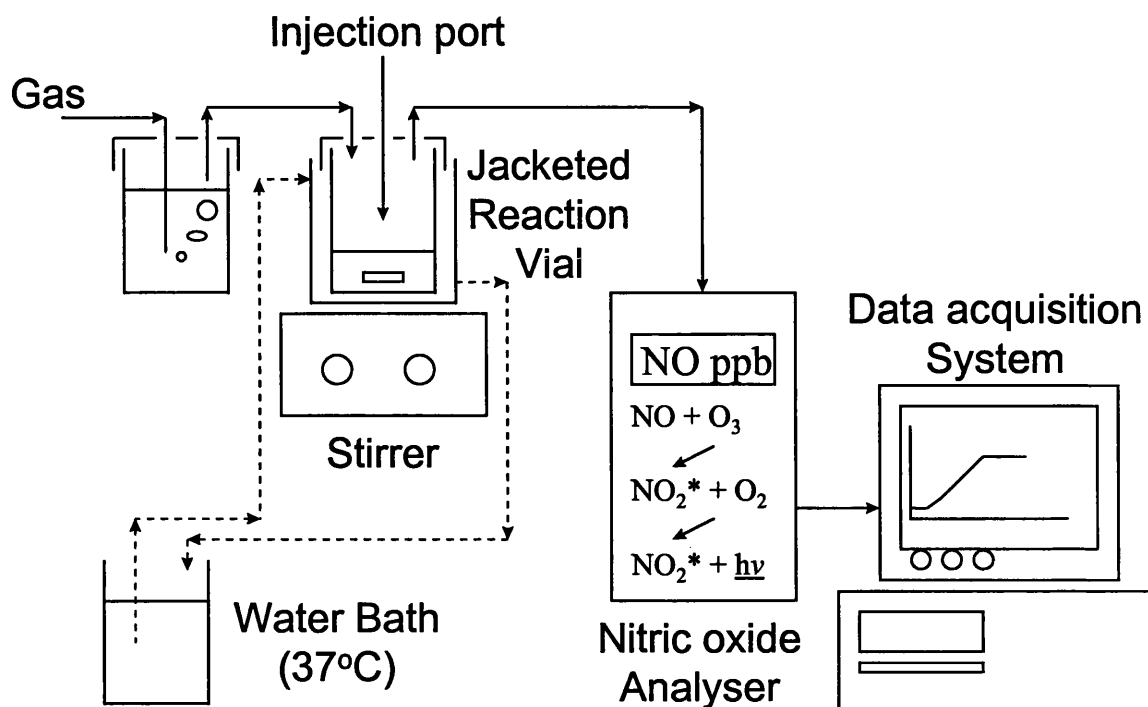 Injection port
Gas
Jacketed
Reaction
Vial
Stirrer
Water Bath
(37ºC)
NO ppb
NO + O₃
NO₂* + O₂
NO₂* + hν
Nitric oxide
Analyser
Data acquisition
System